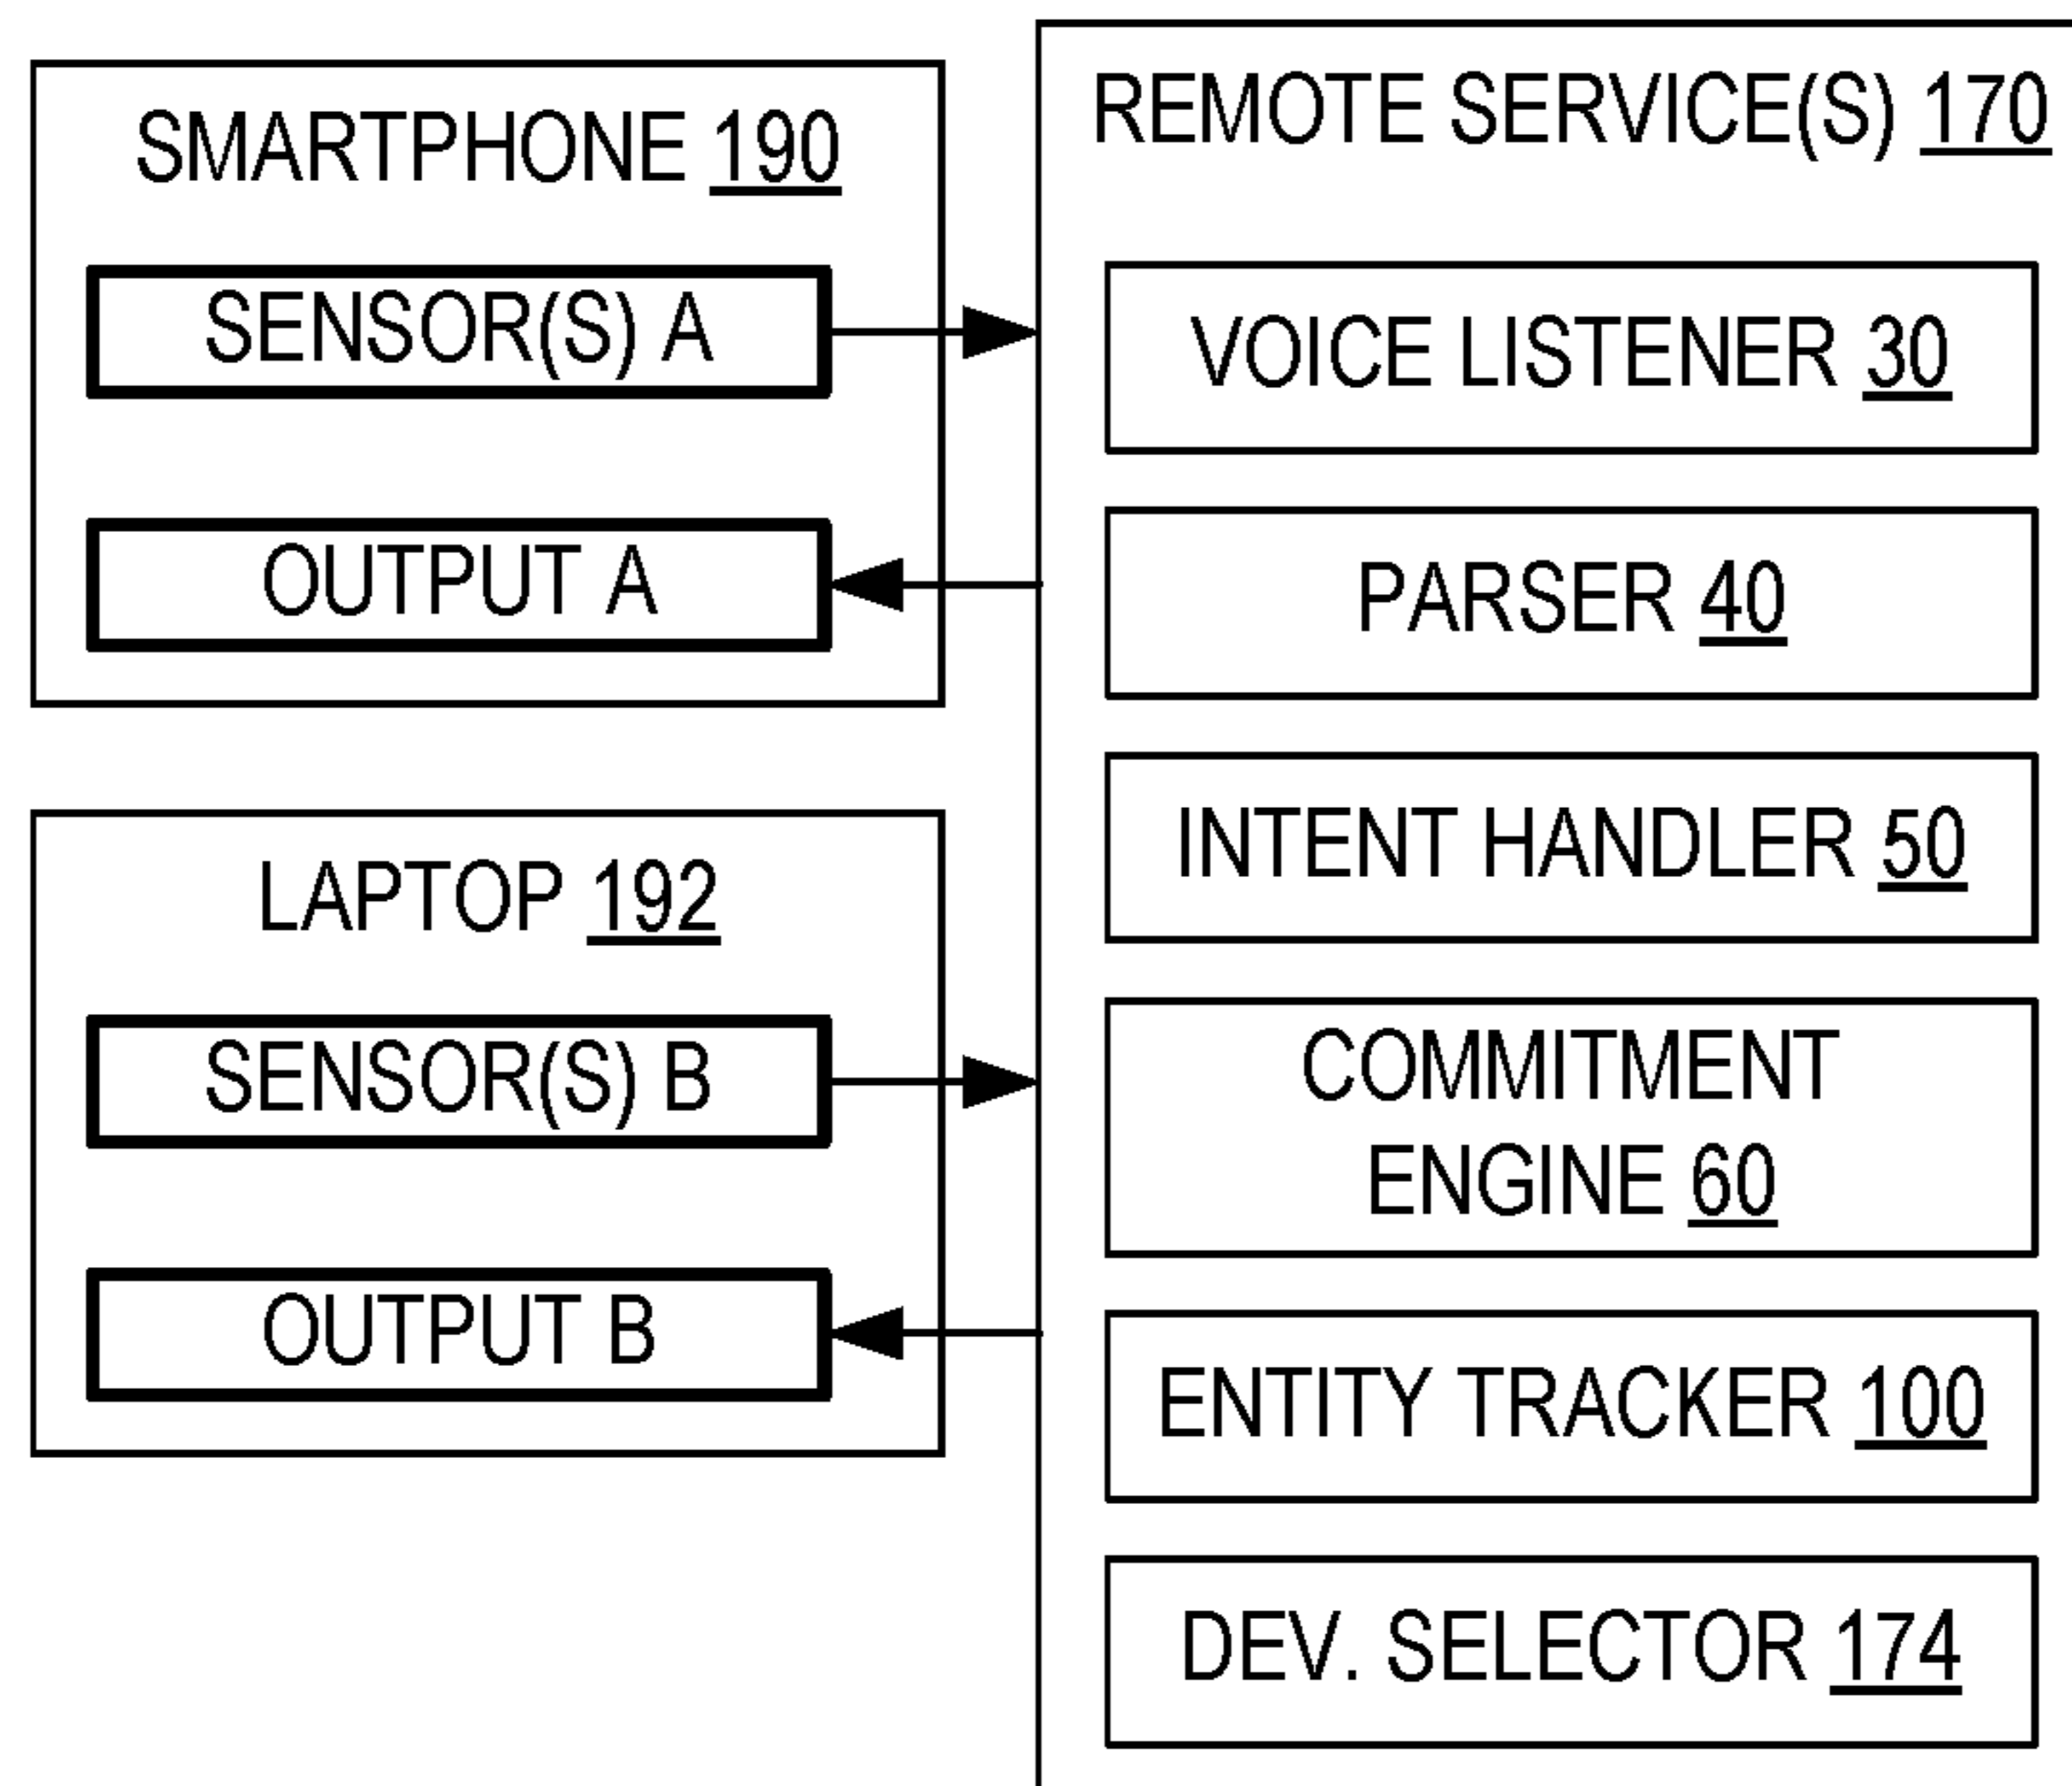 SMARTPHONE 190
SENSOR(S) A
OUTPUT A
LAPTOP 192
SENSOR(S) B
OUTPUT B
REMOTE SERVICE(S) 170
VOICE LISTENER 30
PARSER 40
INTENT HANDLER 50
COMMITMENT
ENGINE 60
ENTITY TRACKER 100
DEV. SELECTOR 174